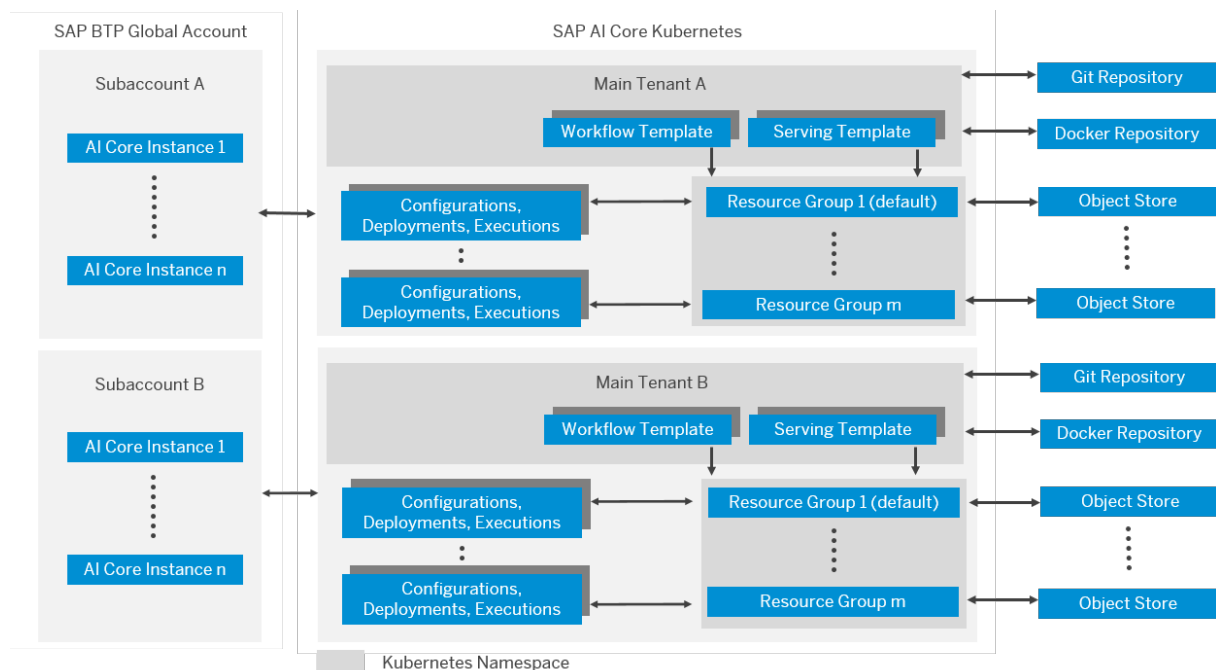 SAP BTP Global Account
SAP AI Core Kubernetes
Subaccount A
AI Core Instance 1
AI Core Instance n
Main Tenant A
Workflow Template
Serving Template
Configurations,
Deployments, Executions
Configurations,
Deployments, Executions
Resource Group 1 (default)
Resource Group m
Git Repository
Docker Repository
Object Store
Object Store
Subaccount B
AI Core Instance 1
AI Core Instance n
Main Tenant B
Workflow Template
Serving Template
Configurations,
Deployments, Executions
Configurations,
Deployments, Executions
Resource Group 1 (default)
Resource Group m
Git Repository
Docker Repository
Object Store
Object Store
Kubernetes Namespace